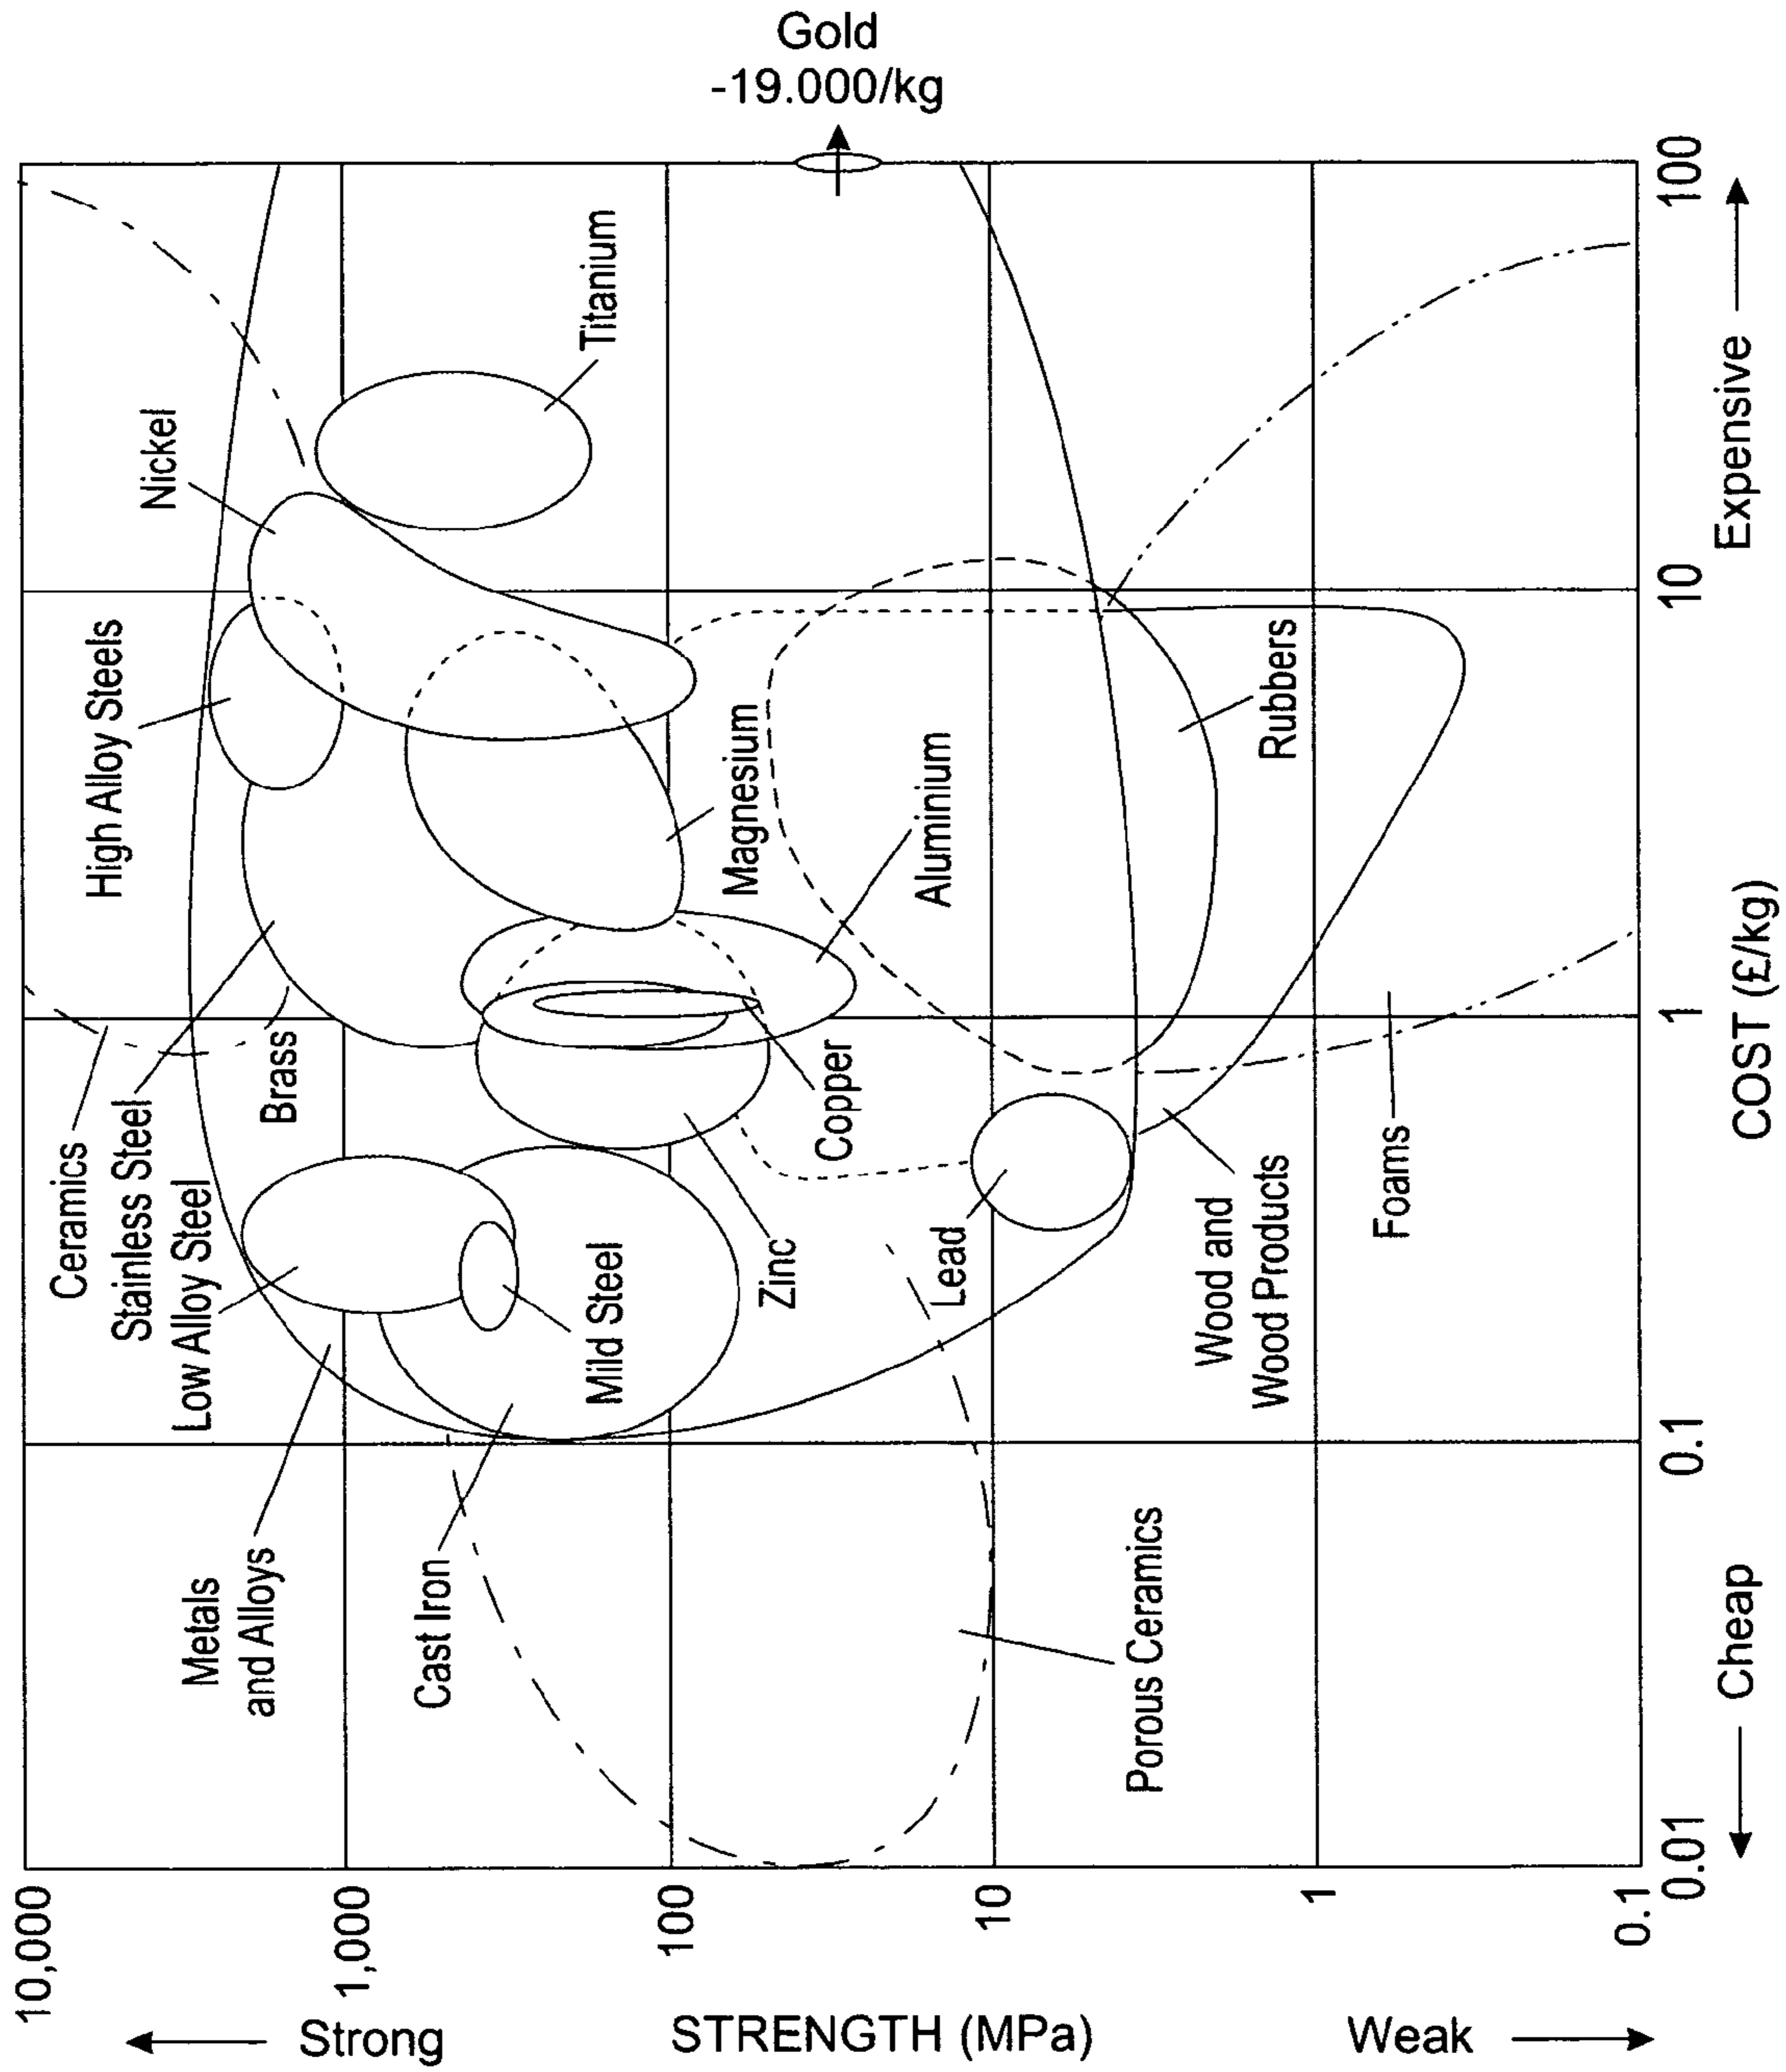 Gold
-19.000/kg
Nickel
Titanium
High Alloy Steels
Magnesium
Aluminium
Rubbers
Ceramics
Stainless Steel
Low Alloy Steel
Brass
Copper
Zinc
Lead
Mild Steel
Wood and
Wood Products
Foams
Metals
and Alloys
Cast Iron
Porous Ceramics
10,000
1,000
100
10
1
0.1
Strong
STRENGTH (MPa)
Weak
0.01
0.1
1
10
100
Cheap
COST (£/kg)
Expensive